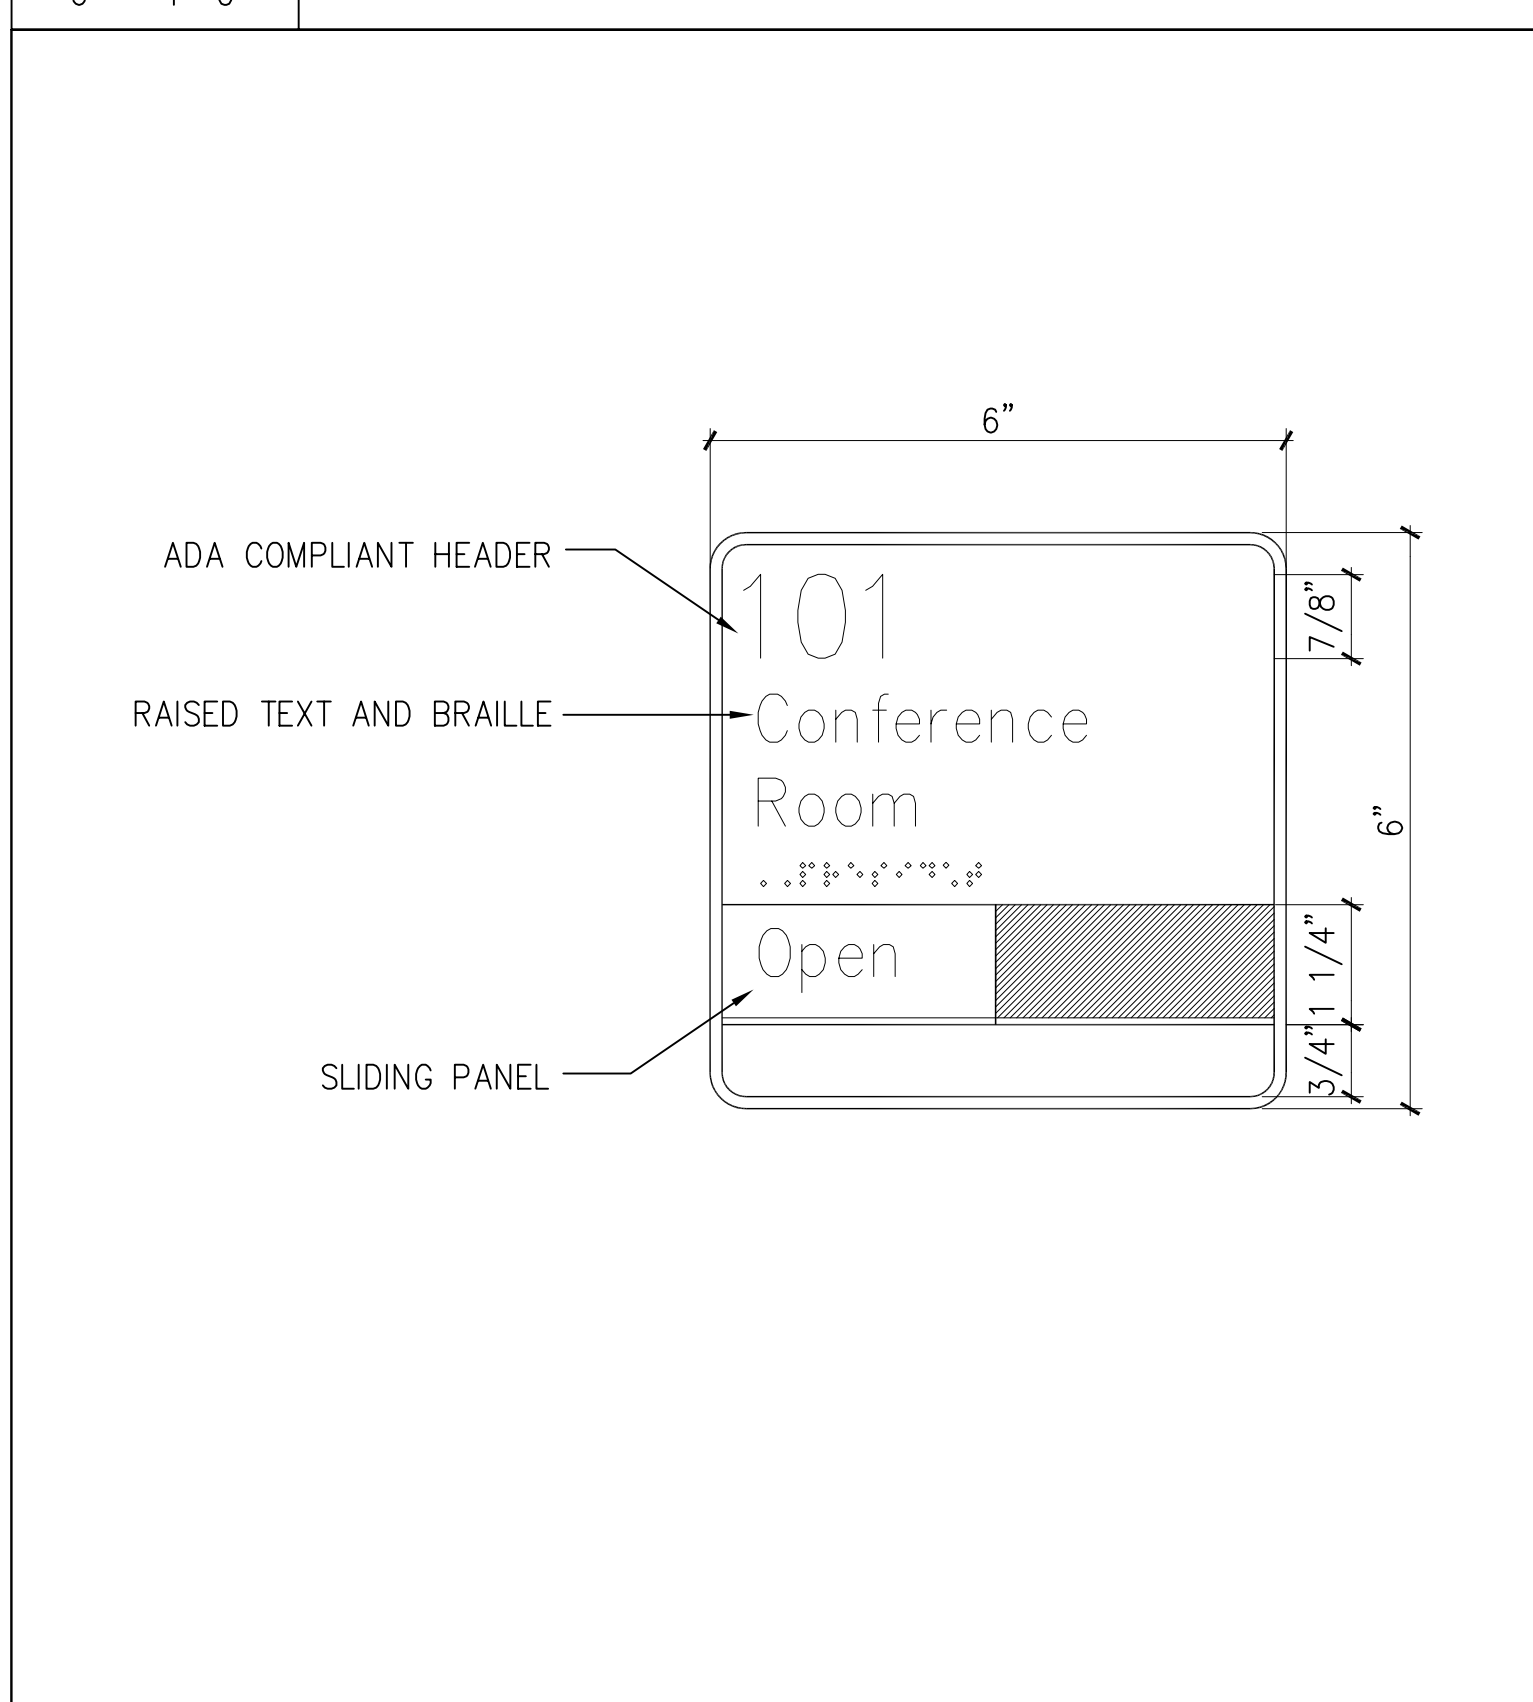 6”
ADA COMPLIANT HEADER
101
7/8”
RAISED TEXT AND BRAILLE
Conference
Room
6”
Open
1 1/4”
SLIDING PANEL
3/4”